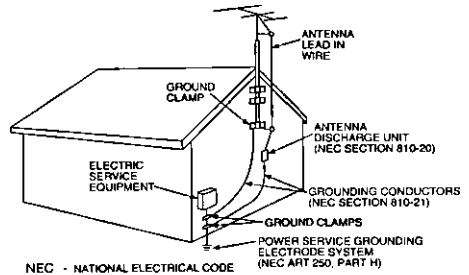 ANTENNA
LEAD IN
WIRE
GROUND
CLAMP
ANTENNA
DISCHARGE UNIT
(NEC SECTION 810-20)
ELECTRIC
SERVICE
EQUIPMENT
GROUNDING CONDUCTORS
(NEC SECTION 810-21)
GROUND CLAMPS
POWER SERVICE GROUNDING
ELECTRODE SYSTEM
(NEC ART 250, PART H)
NEC - NATIONAL ELECTRICAL CODE